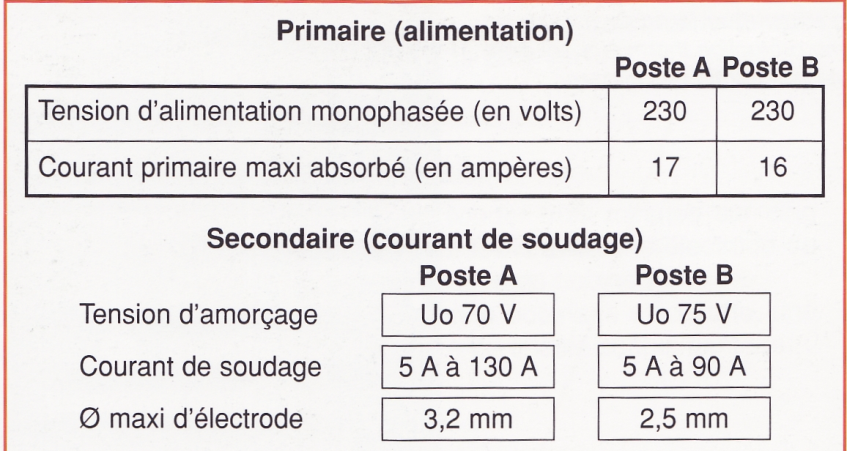 Primaire (alimentation)
Poste A Poste B
Tension d'alimentation monophasée (en volts) 230 230
Courant primaire maxi absorbé (en ampères) 17 16
Secondaire (courant de soudage)
Poste A Poste B
Tension d'amorçage Uo 70 V Uo 75 V
Courant de soudage 5 A à 130 A 5 A à 90 A
Ø maxi d'électrode 3,2 mm 2,5 mm